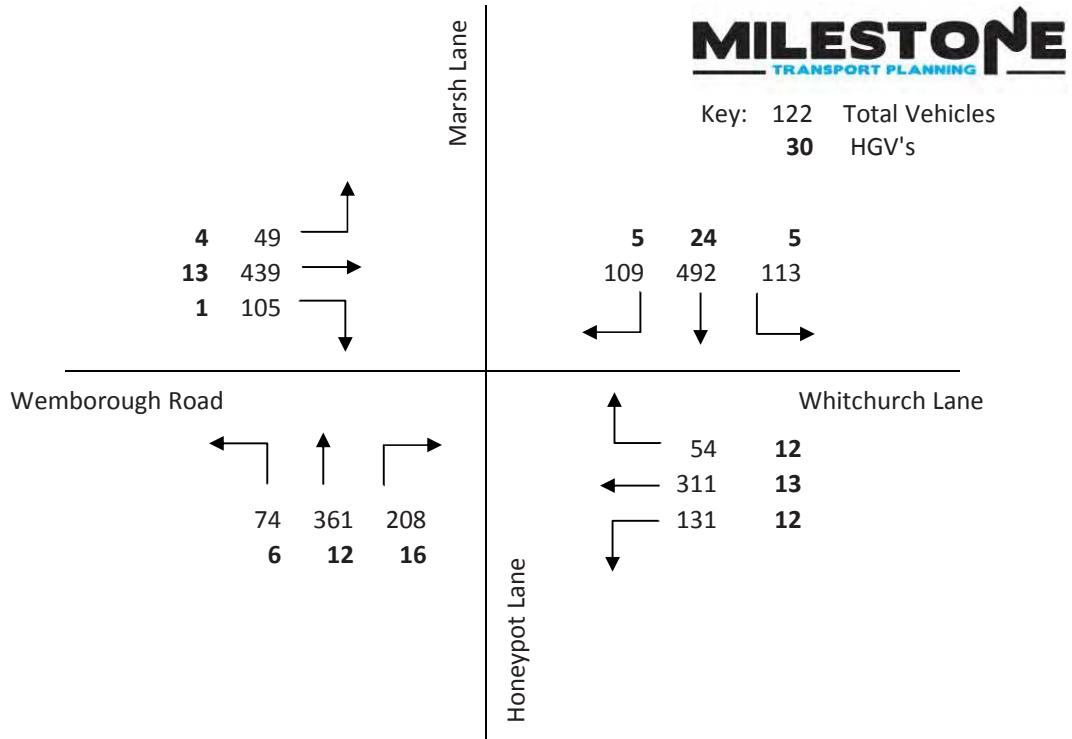 MILESTONE
TRANSPORT PLANNING
Key: 122 Total Vehicles
30 HGV's
Marsh Lane
4 49
13 439
1 105
5 24 5
109 492 113
Wemborough Road
Whitchurch Lane
54 12
311 13
131 12
74 361 208
6 12 16
Honeypot Lane